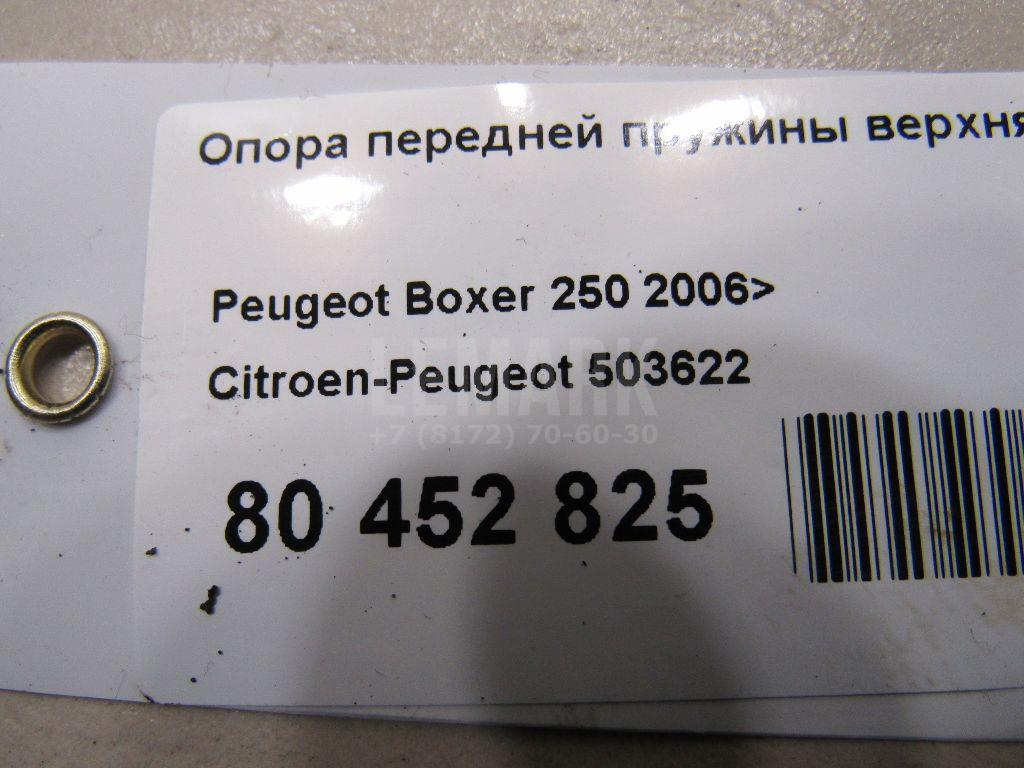 Опора передней пружины верхня
Peugeot Boxer 250 2006>
Citroen-Peugeot 503622
LEMARK
+7 (8172) 70-60-30
80 452 825